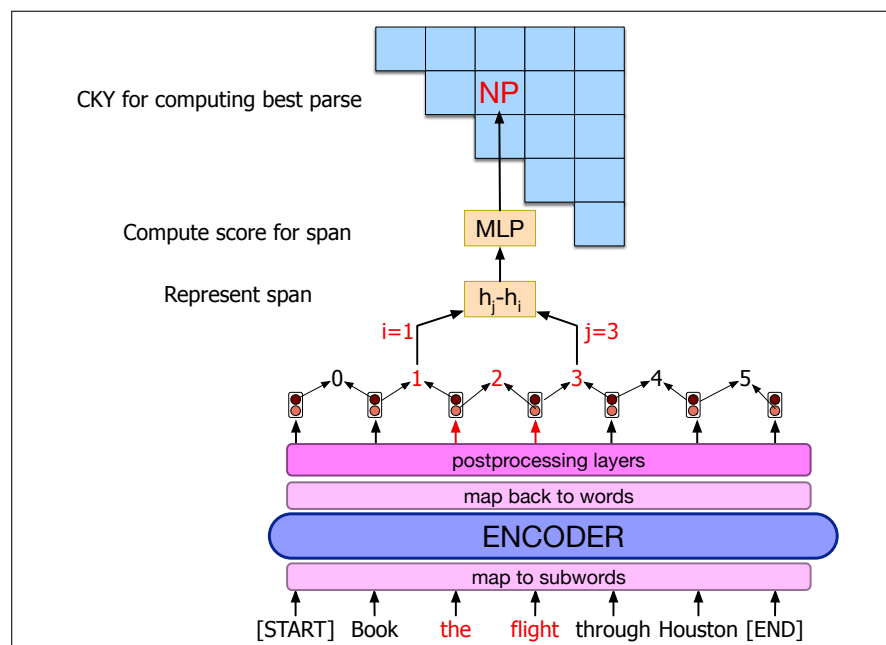 CKY for computing best parse
NP
Compute score for span
MLP
Represent span
hj-hi
i=1
j=3
0 1 2 3 4 5
postprocessing layers
map back to words
ENCODER
map to subwords
[START] Book the flight through Houston [END]